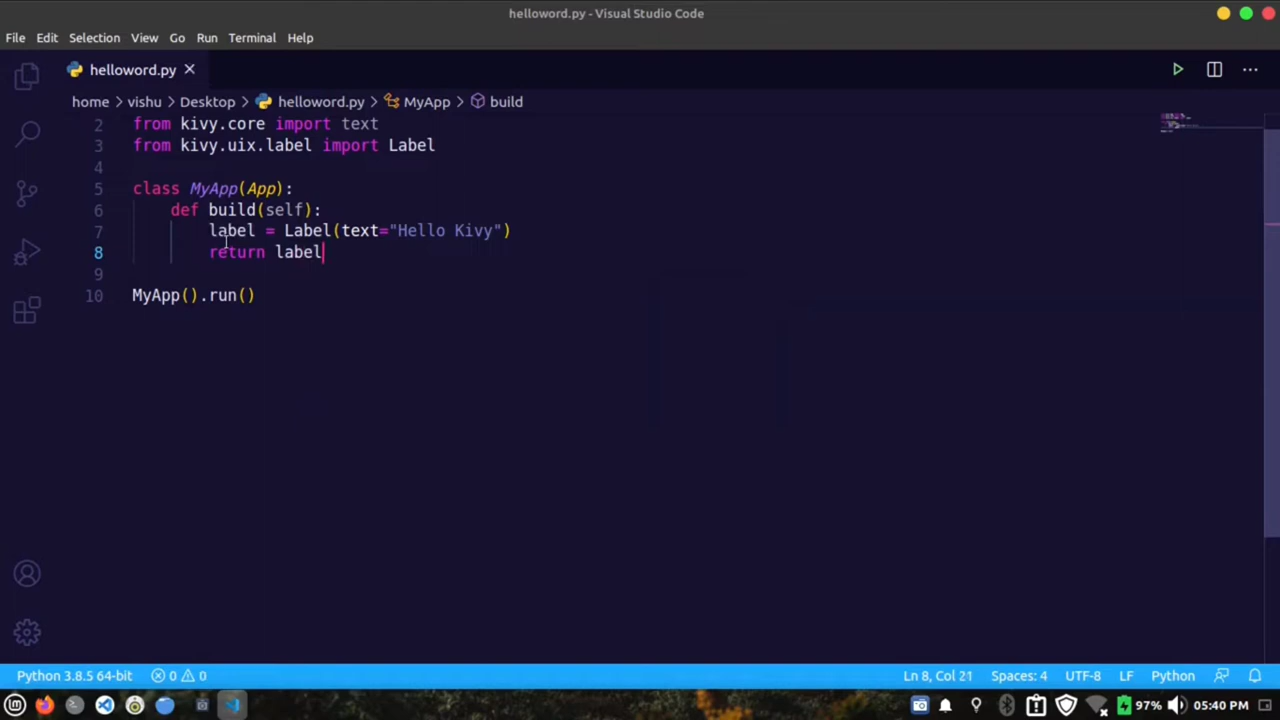 helloword.py - Visual Studio Code
File Edit Selection View Go Run Terminal Help
helloword.py
home > vishu > Desktop > helloword.py > MyApp > build
2 from kivy.core import text
3 from kivy.uix.label import Label
4
5 class MyApp(App):
6 def build(self):
7 label = Label(text="Hello Kivy")
8 return label
9
10 MyApp().run()
Python 3.8.5 64-bit 0 0 Ln 8, Col 21 Spaces: 4 UTF-8 LF Python
97% 05:40 PM